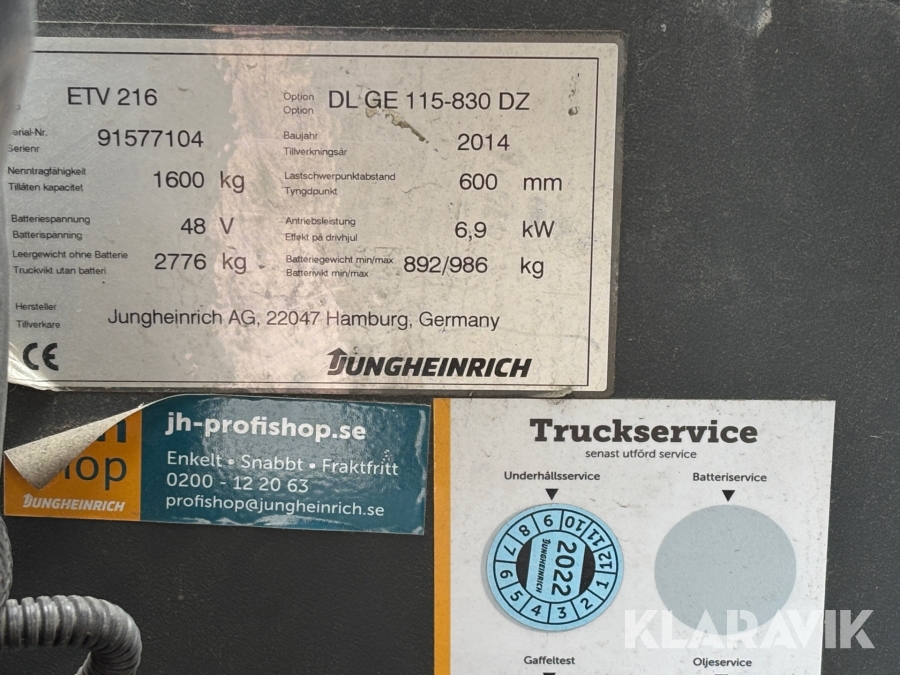 ETV 216
Option
Option
DL GE 115-830 DZ
erial-Nr.
Serienr
91577104
Baujahr
Tillverkningsår
2014
Nenntragfähigkeit
Tillåten kapacitet
1600 kg
Lastschwerpunktabstand
Tyngdpunkt
600 mm
Batteriespannung
Batterispänning
48 V
Antriebsleistung
Effekt på drivhjul
6,9 kW
Leergewicht ohne Batterie
Truckvikt utan batteri
2776 kg
Batteriegewicht min/max
Batterivikt min/max
892/986 kg
Hersteller
Tillverkare
Jungheinrich AG, 22047 Hamburg, Germany
CE
JUNGHEINRICH
jh-profishop.se
Enkelt • Snabbt • Fraktfritt
0200 - 12 20 63
profishop@jungheinrich.se
hop
JUNGHEINRICH
Truckservice
senast utförd service
Underhållsservice
Batteriservice
1 2 3 4 5 6 7 8 9 10 11 12
2022
JUNGHEINRICH
Gaffeltest
Oljeservice
KLARAVIK